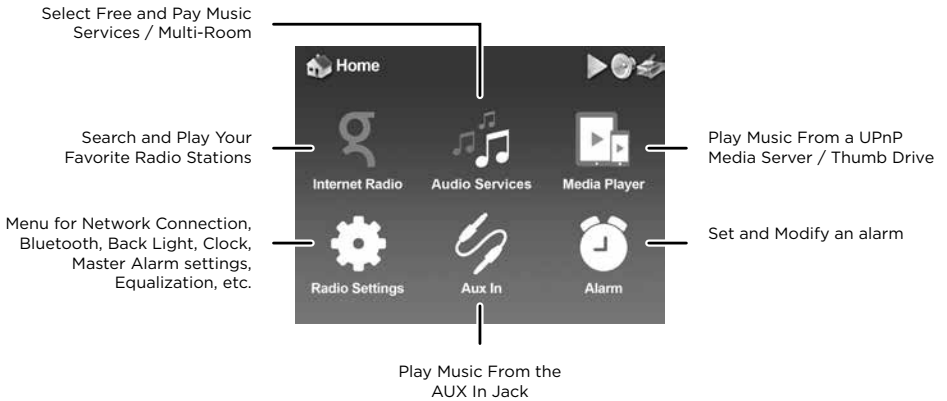 Select Free and Pay Music
Services / Multi-Room
Home
Search and Play Your
Favorite Radio Stations
Internet Radio
Audio Services
Media Player
Play Music From a UPnP
Media Server / Thumb Drive
Menu for Network Connection,
Bluetooth, Back Light, Clock,
Master Alarm settings,
Equalization, etc.
Radio Settings
Aux In
Alarm
Set and Modify an alarm
Play Music From the
AUX In Jack